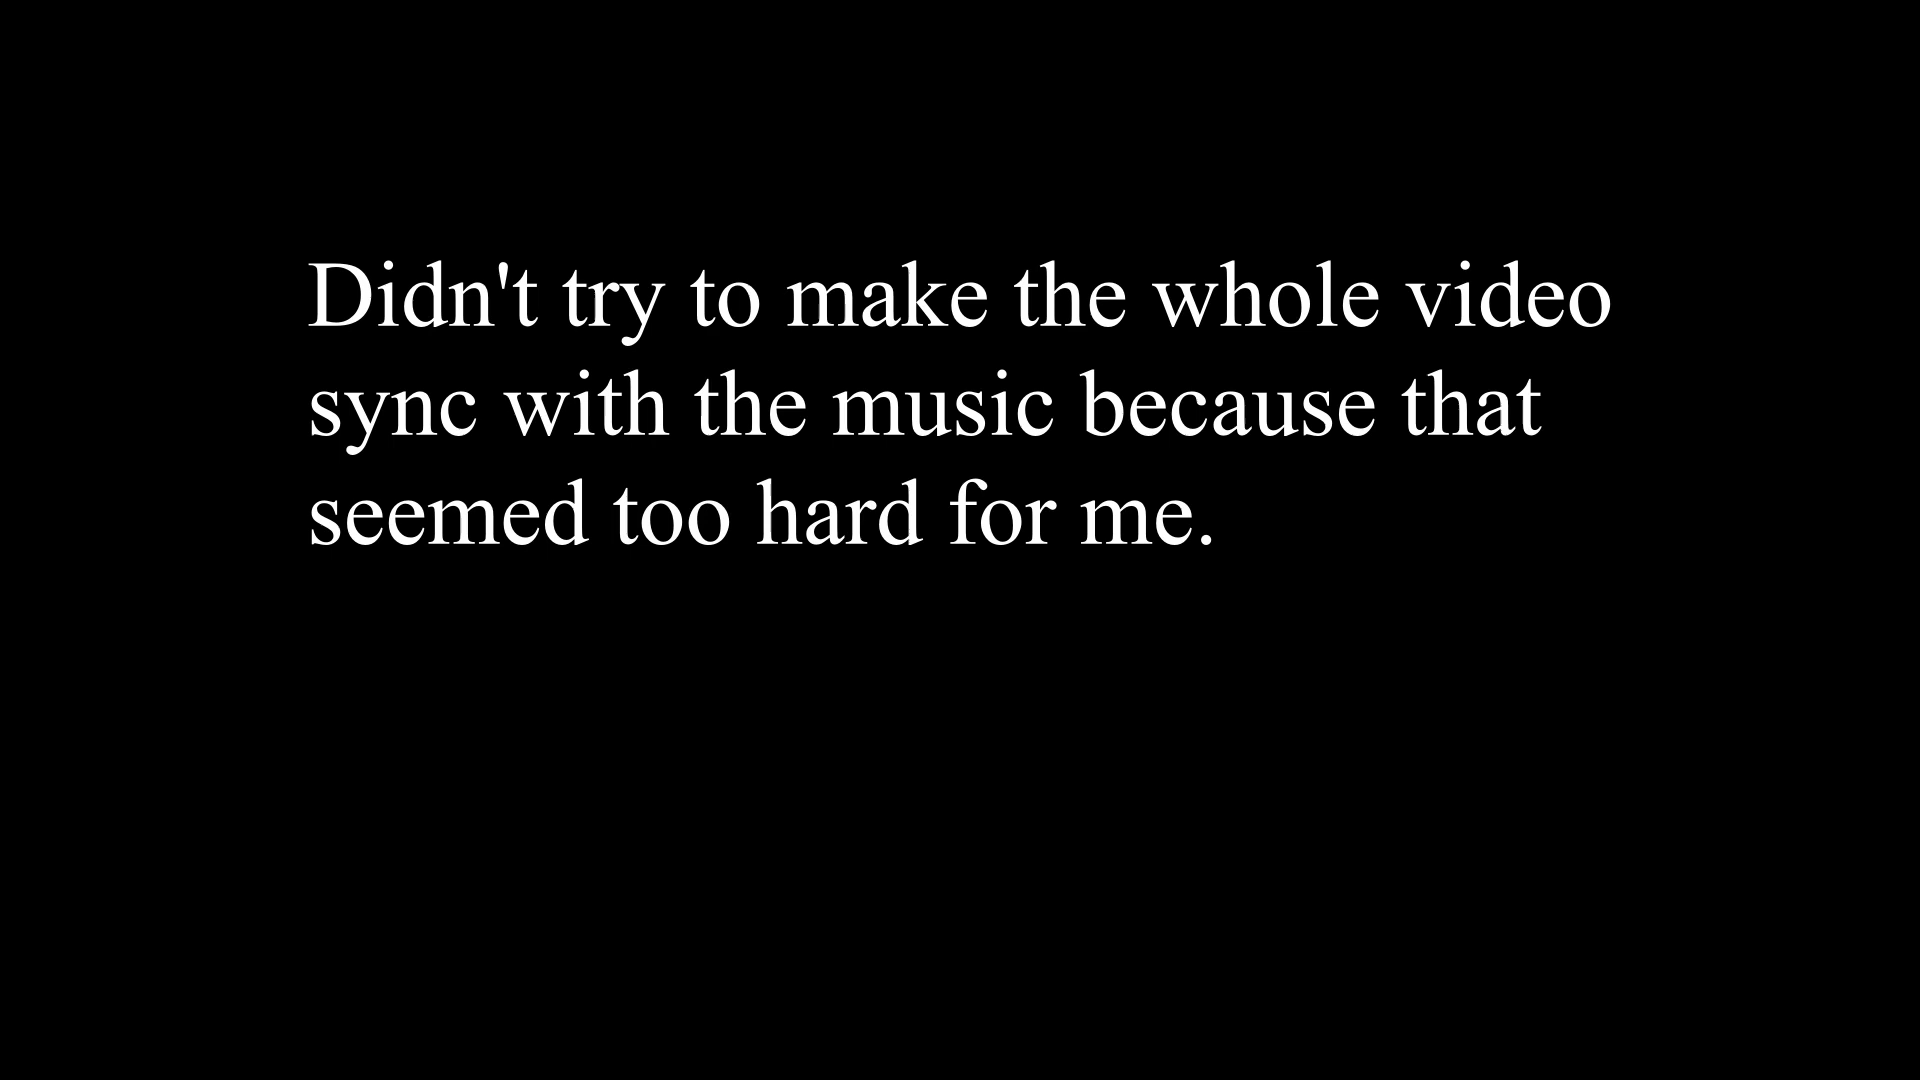 Didn't try to make the whole video
sync with the music because that
seemed too hard for me.